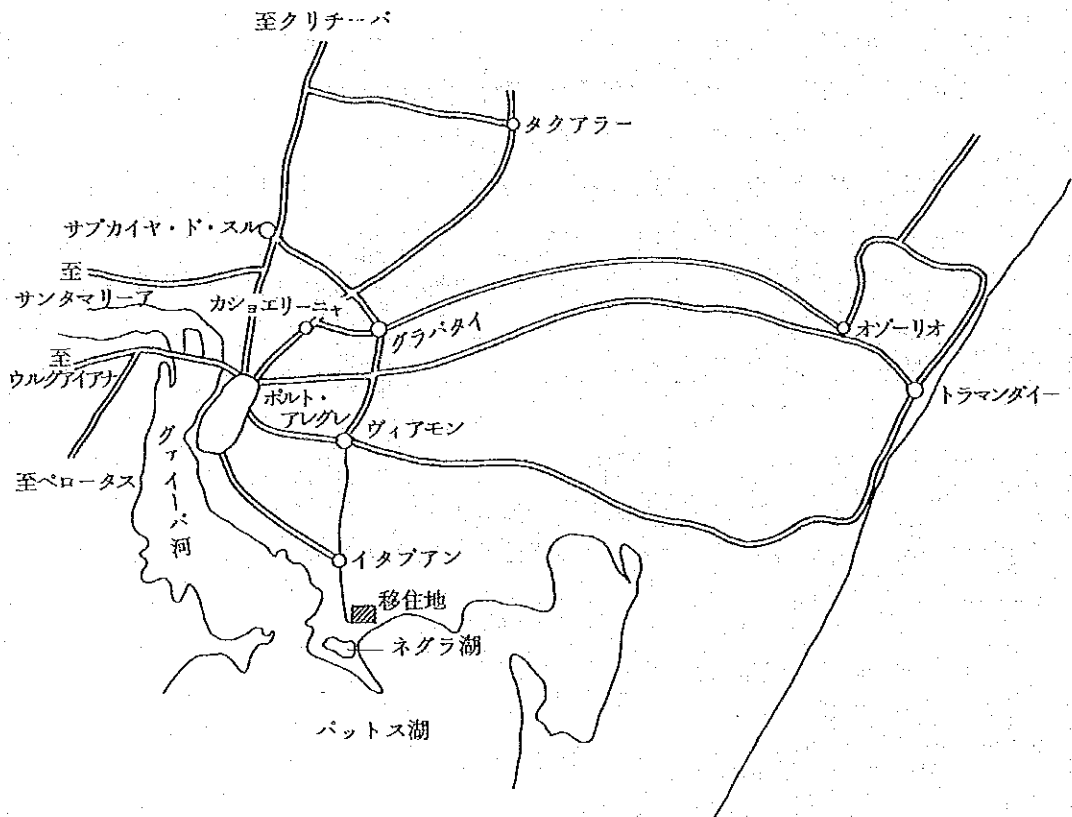 至クリチーバ
タクアラー
サプカイヤ・ド・スル
至
サンタマリーニア
カショエリーニャ
グラバタイ
オゾーリオ
至
ウルグアイアナ
ポルト・
アレグレ
ヴィアモン
トラマンダイー
至ペロータス
グァイーバ河
イタプアン
移住地
ネグラ湖
パットス湖